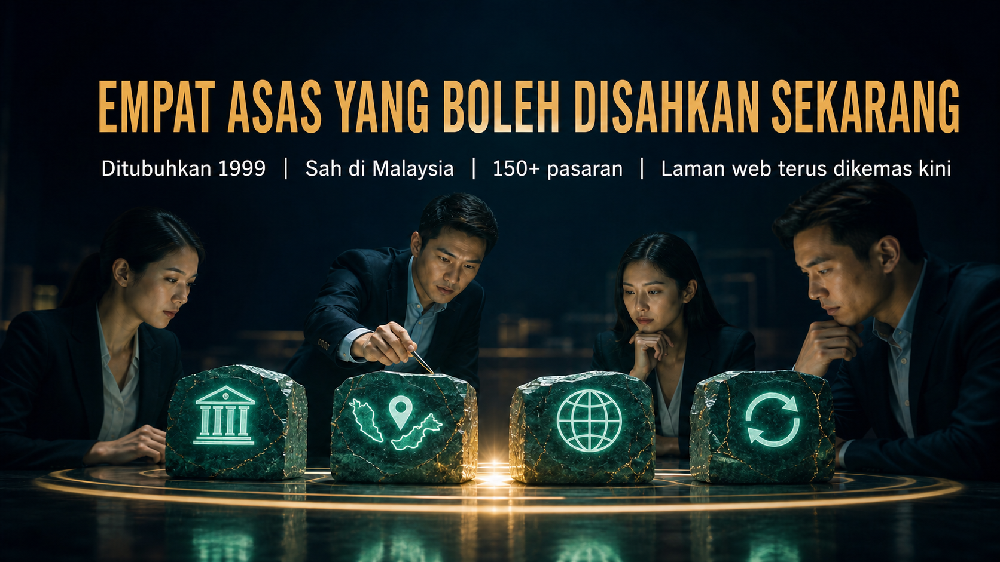 EMPAT ASAS YANG BOLEH DISAHKAN SEKARANG
Ditubuhkan 1999 | Sah di Malaysia | 150+ pasaran | Laman web terus dikemas kini